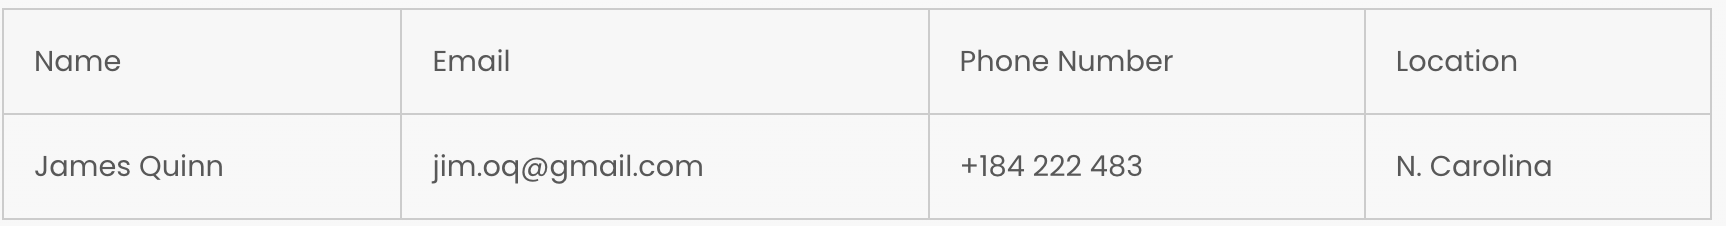 Name Email Phone Number Location
James Quinn jim.oq@gmail.com +184 222 483 N. Carolina